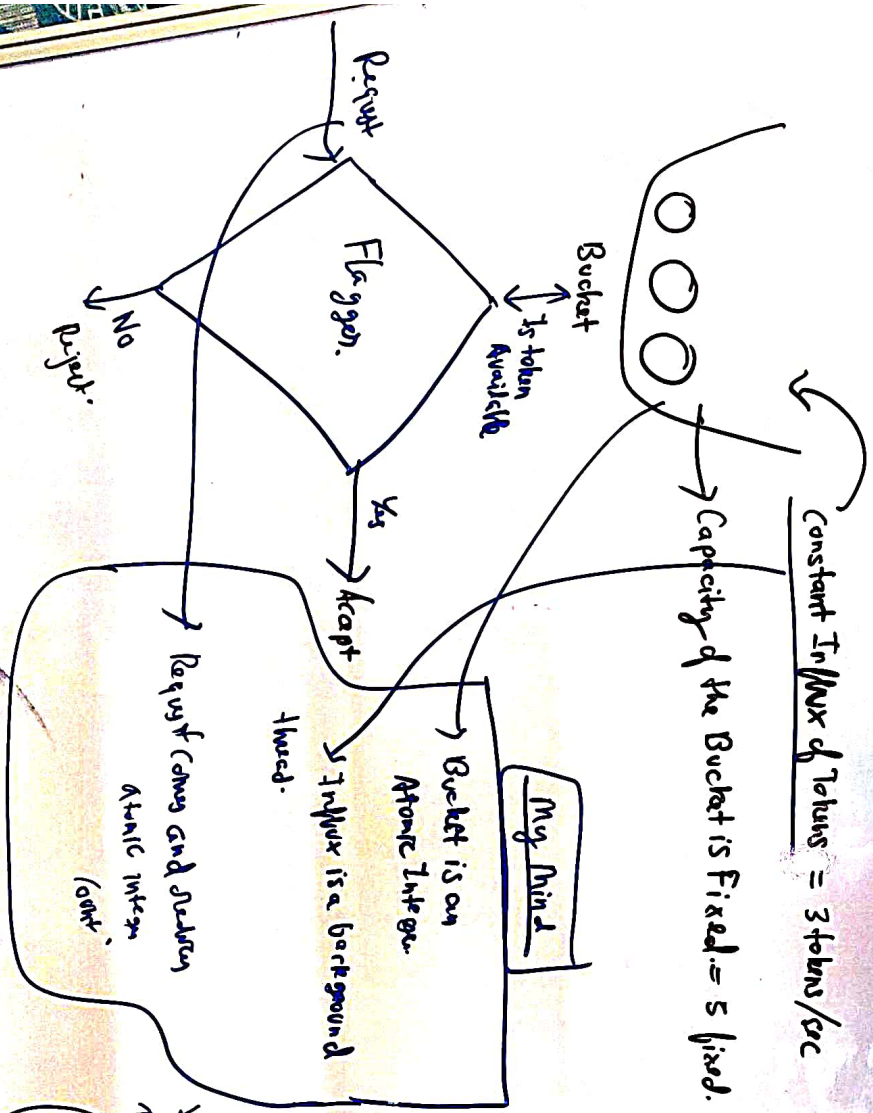 Constant Influx of Tokens = 3 tokens/sec
Capacity of the Bucket is Fixed. = 5 fixed.
Bucket
Is token
Available
Request
Flagger.
Yes
Accept
No
Reject.
My Mind
Bucket is an
Atomic Integer.
Influx is a background
thread.
Request comes and reduces
atomic integer
count.